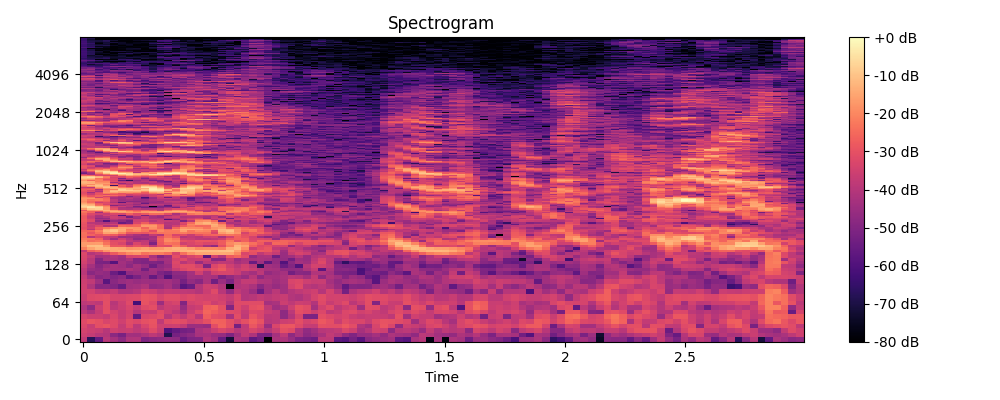 Spectrogram
4096
2048
1024
512
256
128
64
0
Hz
0
0.5
1
1.5
2
2.5
Time
+0 dB
-10 dB
-20 dB
-30 dB
-40 dB
-50 dB
-60 dB
-70 dB
-80 dB